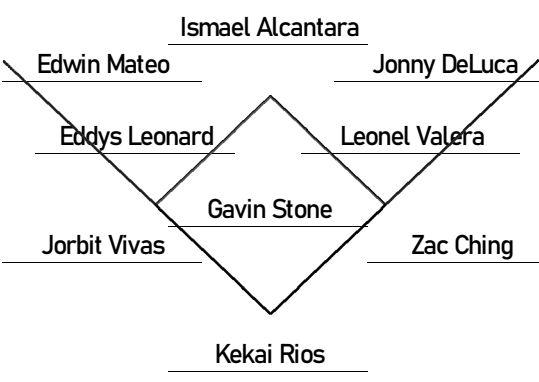 Ismael Alcantara
Edwin Mateo
Jonny DeLuca
Eddys Leonard
Leonel Valera
Gavin Stone
Jorbit Vivas
Zac Ching
Kekai Rios